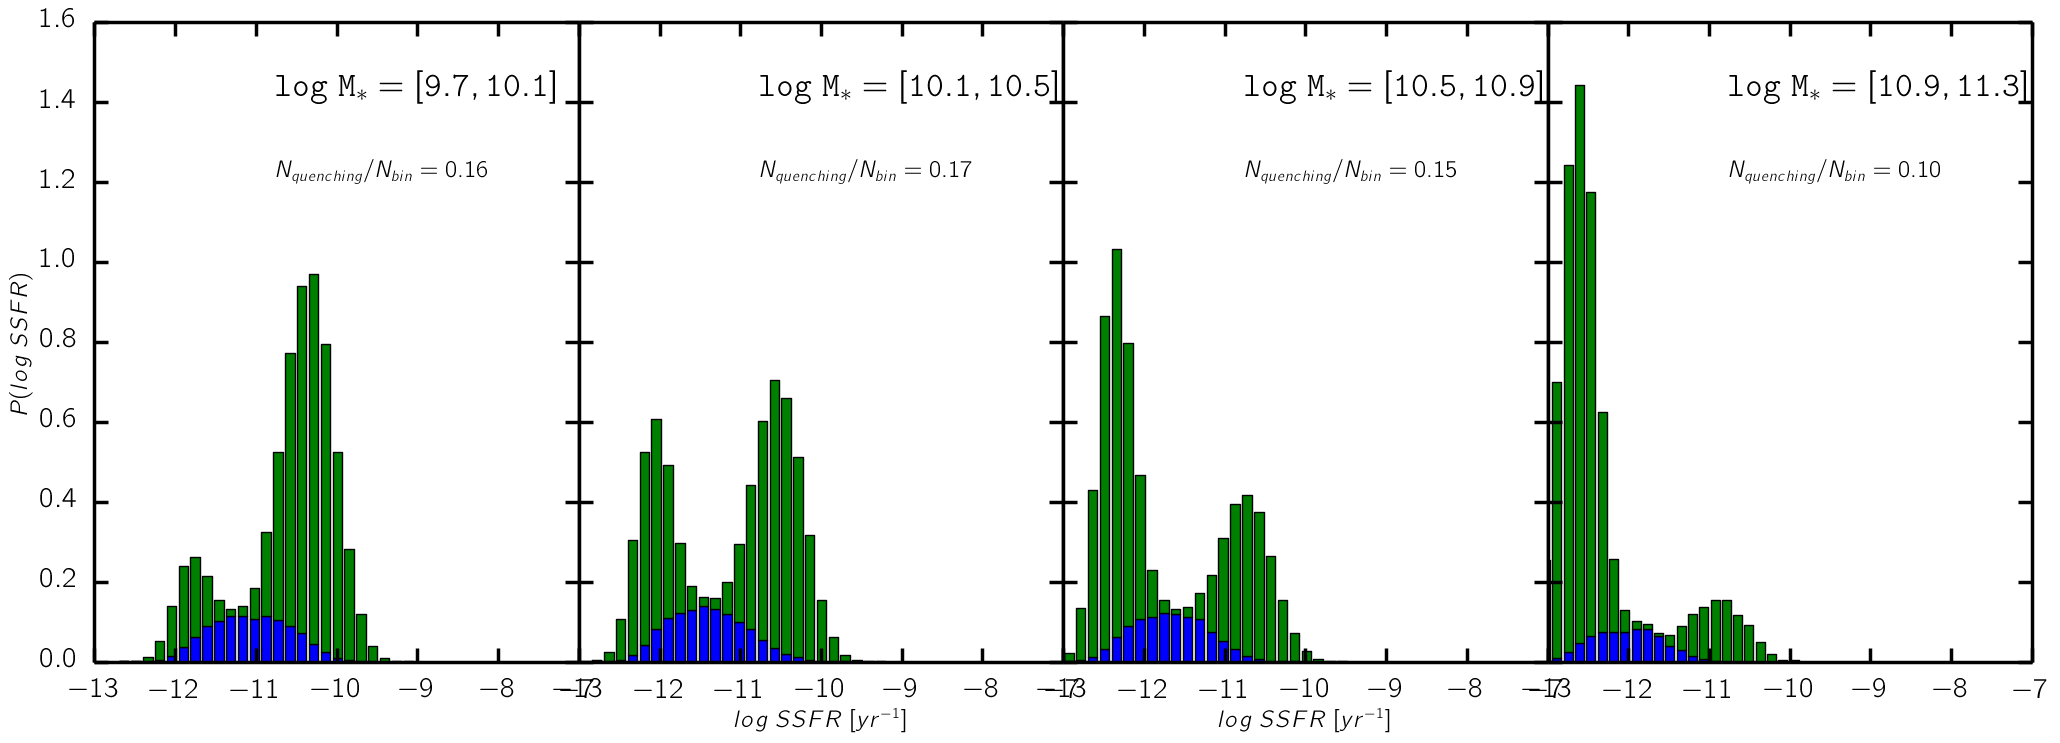 1.6
1.4
1.2
1.0
0.8
0.6
0.4
0.2
0.0
P(log SSFR)
log M* = [9.7, 10.1]
N_quenching/N_bin = 0.16
−13 −12 −11 −10 −9 −8 −7
log M* = [10.1, 10.5]
N_quenching/N_bin = 0.17
−13 −12 −11 −10 −9 −8 −7
log SSFR [yr⁻¹]
log M* = [10.5, 10.9]
N_quenching/N_bin = 0.15
−13 −12 −11 −10 −9 −8 −7
log SSFR [yr⁻¹]
log M* = [10.9, 11.3]
N_quenching/N_bin = 0.10
−13 −12 −11 −10 −9 −8 −7